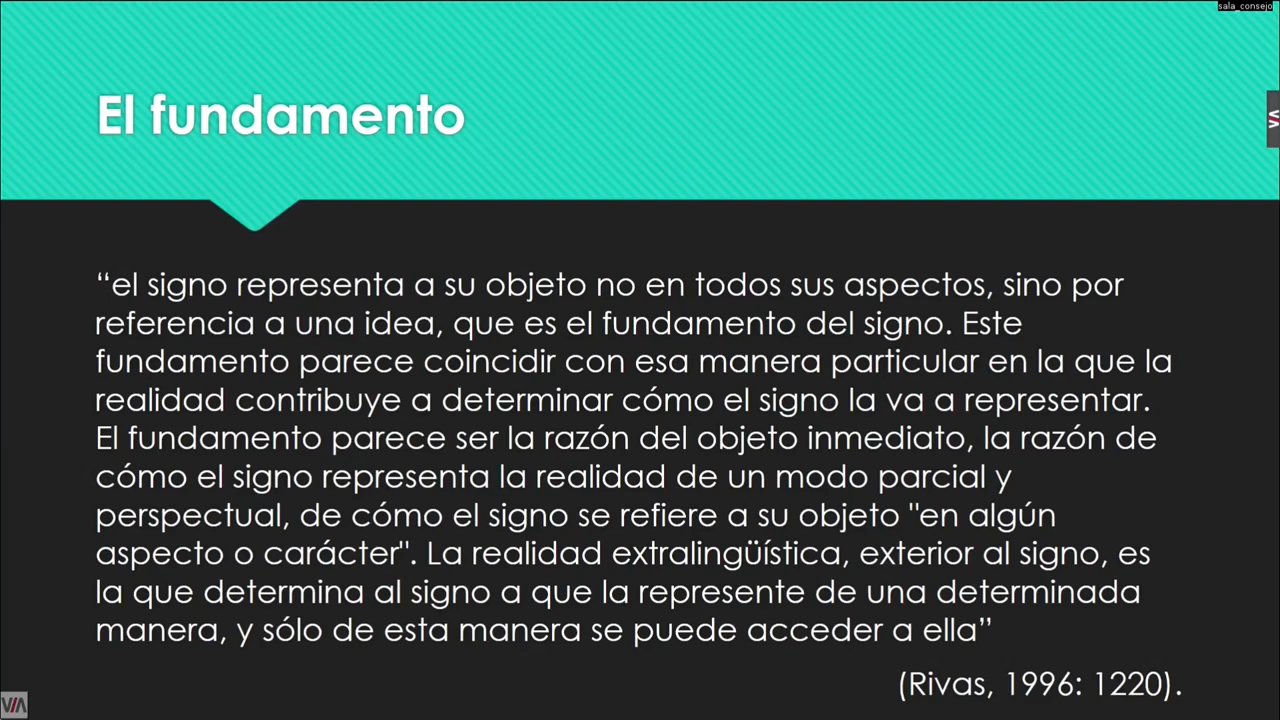 sala_consejo
El fundamento
“el signo representa a su objeto no en todos sus aspectos, sino por
referencia a una idea, que es el fundamento del signo. Este
fundamento parece coincidir con esa manera particular en la que la
realidad contribuye a determinar cómo el signo la va a representar.
El fundamento parece ser la razón del objeto inmediato, la razón de
cómo el signo representa la realidad de un modo parcial y
perspectual, de cómo el signo se refiere a su objeto "en algún
aspecto o carácter". La realidad extralingüística, exterior al signo, es
la que determina al signo a que la represente de una determinada
manera, y sólo de esta manera se puede acceder a ella”
(Rivas, 1996: 1220).
VIA